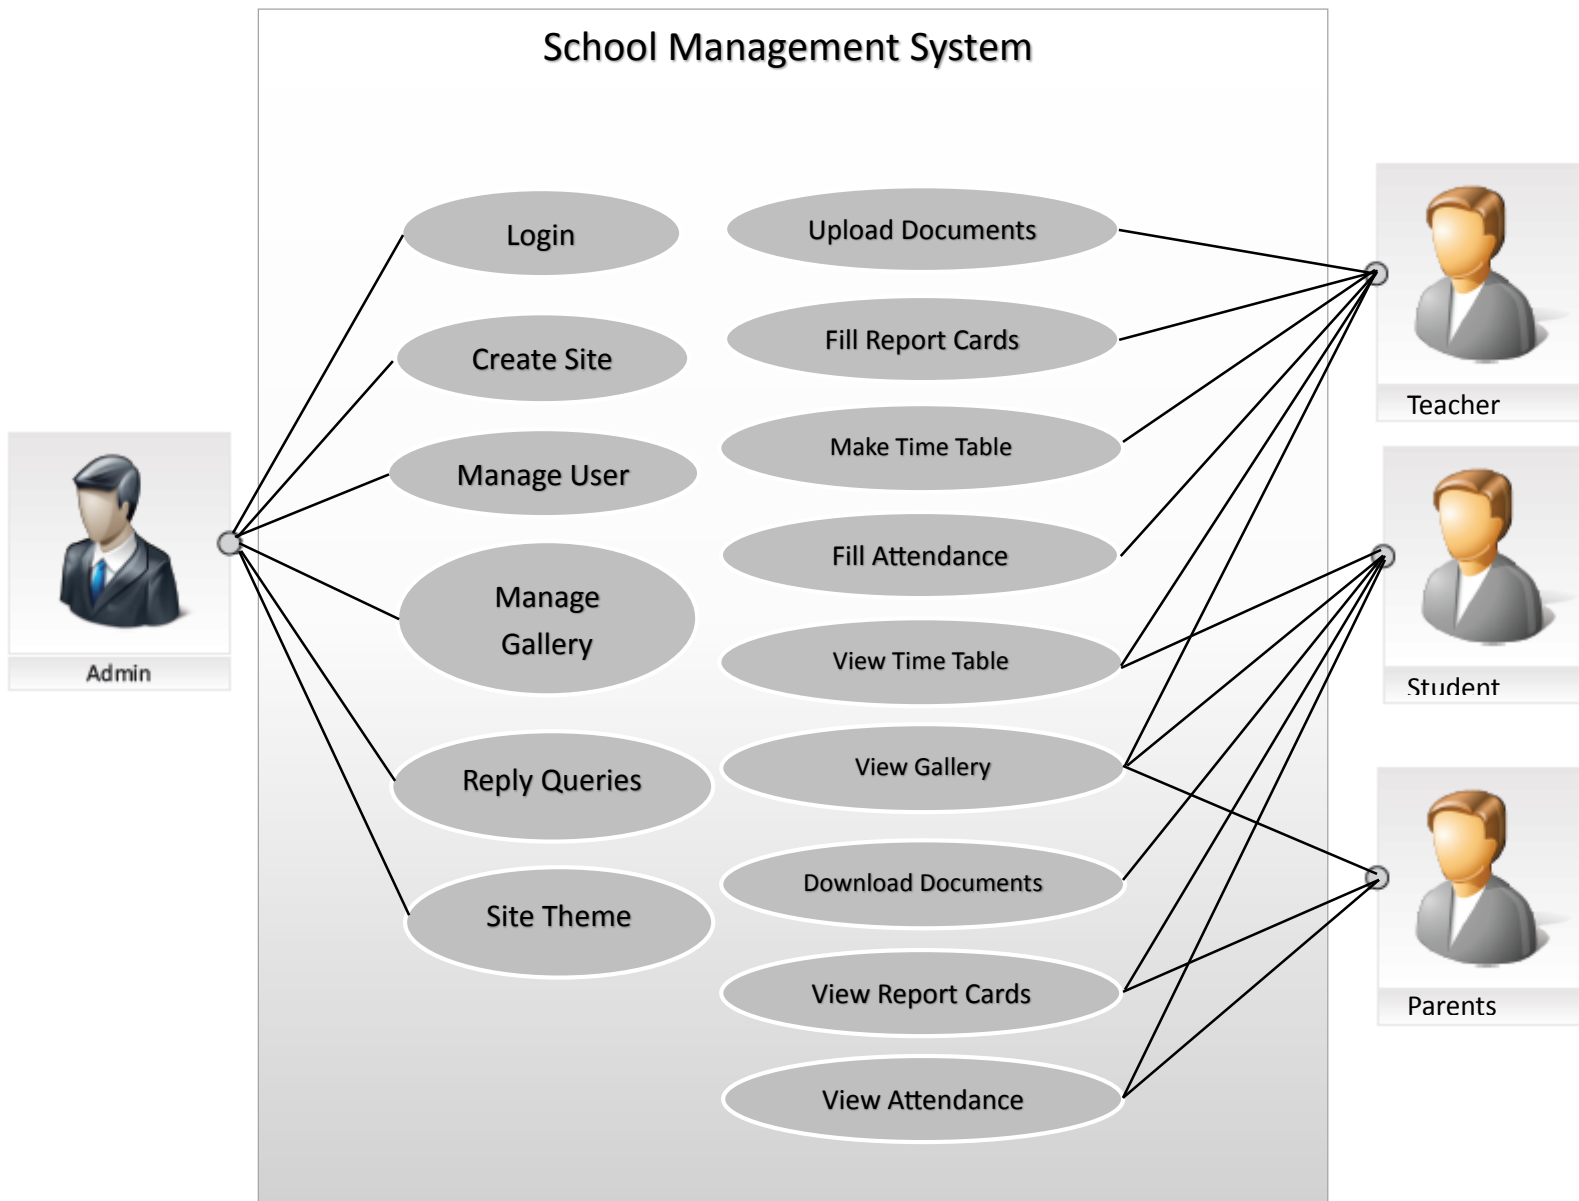 School Management System
Login
Create Site
Manage User
Manage
Gallery
Reply Queries
Site Theme
Upload Documents
Fill Report Cards
Make Time Table
Fill Attendance
View Time Table
View Gallery
Download Documents
View Report Cards
View Attendance
Admin
Teacher
Student
Parents